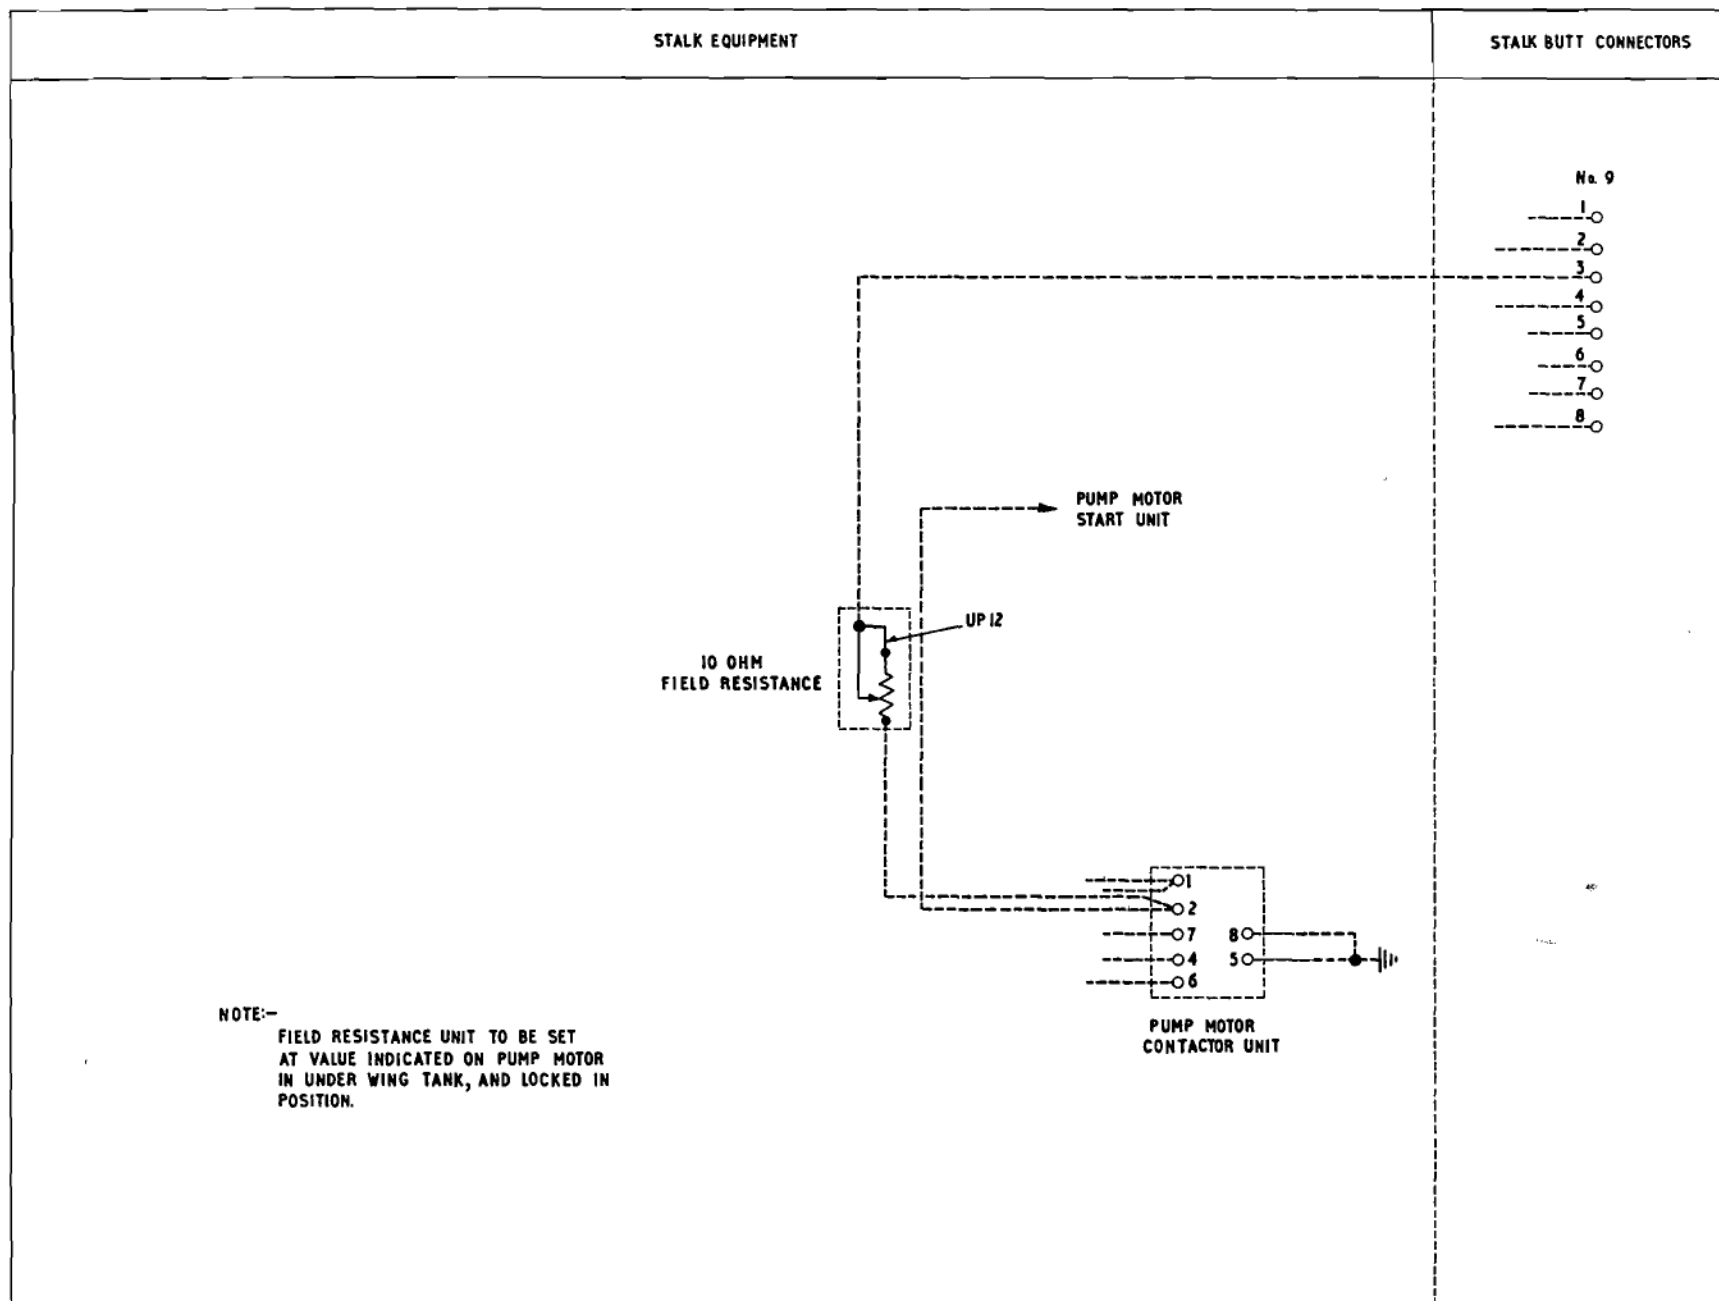 STALK EQUIPMENT
STALK BUTT CONNECTORS
No. 9
1
2
3
4
5
6
7
8
PUMP MOTOR
START UNIT
UP 12
10 OHM
FIELD RESISTANCE
1
2
7
8
4
5
6
PUMP MOTOR
CONTACTOR UNIT
NOTE:-
FIELD RESISTANCE UNIT TO BE SET
AT VALUE INDICATED ON PUMP MOTOR
IN UNDER WING TANK, AND LOCKED IN
POSITION.